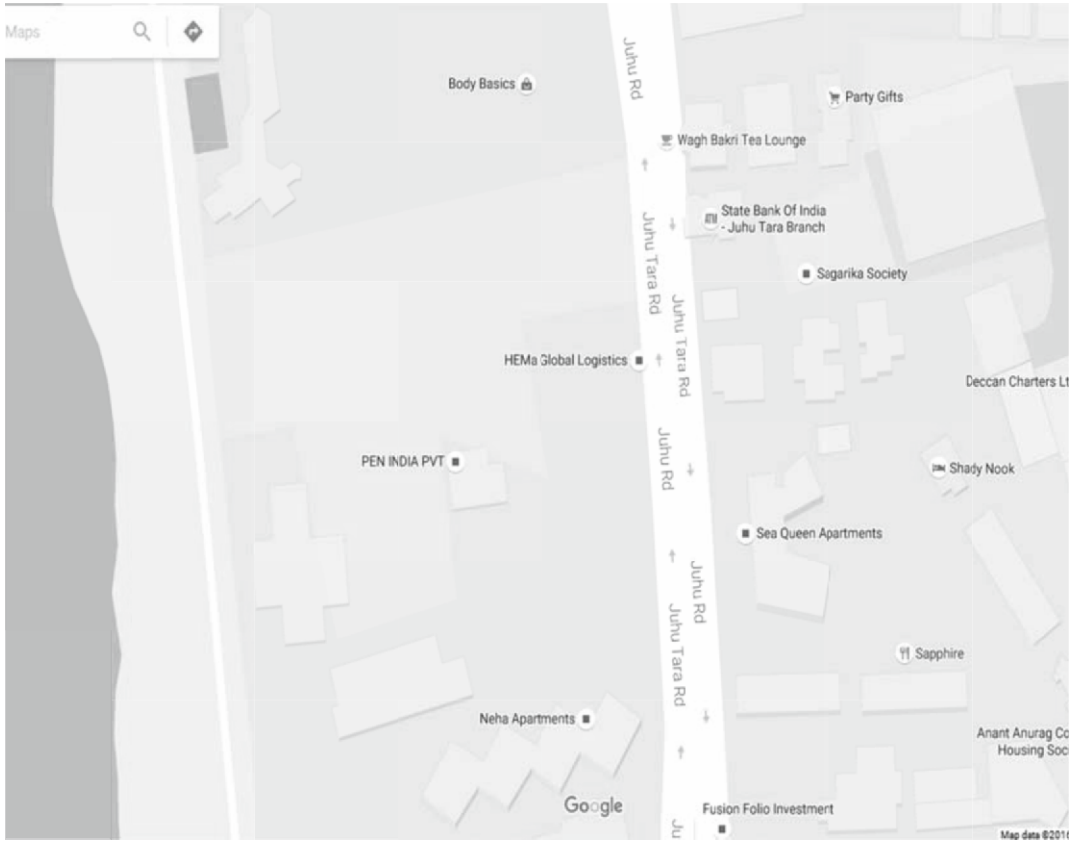 Maps
Juhu Rd
Body Basics
Party Gifts
Wagh Bakri Tea Lounge
State Bank Of India
- Juhu Tara Branch
Juhu Tara Rd
Sagarika Society
Juhu Tara Rd
HEMa Global Logistics
Deccan Charters Lt
Juhu Rd
PEN INDIA PVT
Shady Nook
Sea Queen Apartments
Juhu Rd
Juhu Tara Rd
Sapphire
Neha Apartments
Anant Anurag Co
Housing Soc
Google
Fusion Folio Investment
Ju
Map data ©2016